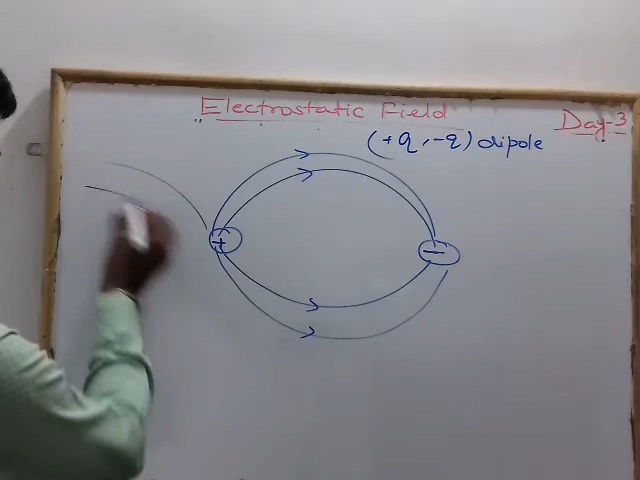 Electrostatic Field
Day-3
(+q, -q) dipole
+
-